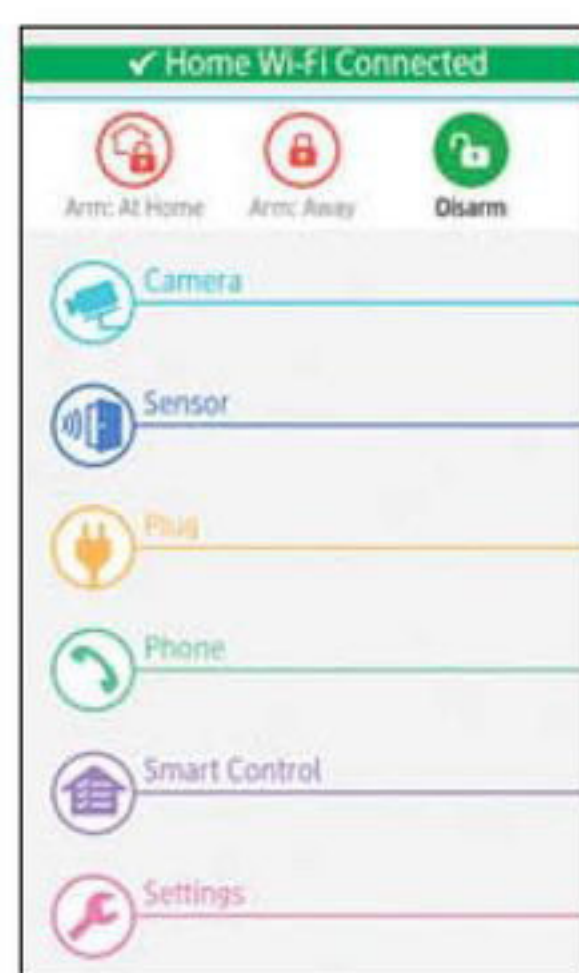 ✓ Home Wi-Fi Connected
Arm: At Home Arm: Away Disarm
Camera
Sensor
Plug
Phone
Smart Control
Settings